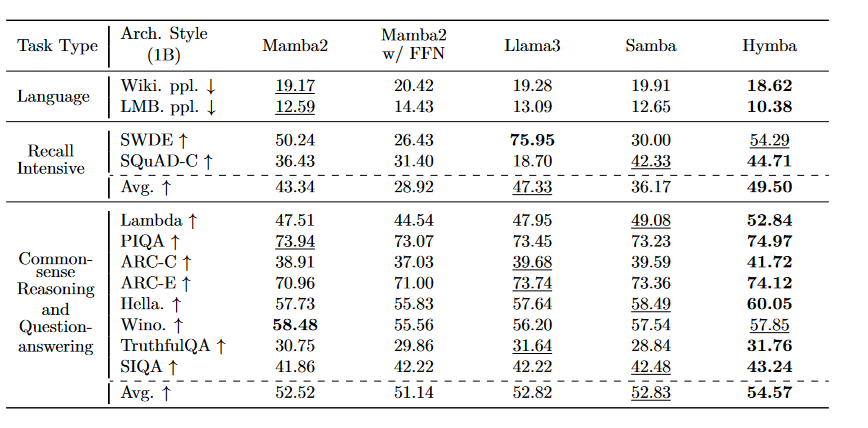 Task Type Arch. Style (1B) Mamba2 Mamba2 w/ FFN Llama3 Samba Hymba
Language
Wiki. ppl. ↓ 19.17 20.42 19.28 19.91 18.62
LMB. ppl. ↓ 12.59 14.43 13.09 12.65 10.38
Recall Intensive
SWDE ↑ 50.24 26.43 75.95 30.00 54.29
SQuAD-C ↑ 36.43 31.40 18.70 42.33 44.71
Avg. ↑ 43.34 28.92 47.33 36.17 49.50
Common-sense Reasoning and Question-answering
Lambda ↑ 47.51 44.54 47.95 49.08 52.84
PIQA ↑ 73.94 73.07 73.45 73.23 74.97
ARC-C ↑ 38.91 37.03 39.68 39.59 41.72
ARC-E ↑ 70.96 71.00 73.74 73.36 74.12
Hella. ↑ 57.73 55.83 57.64 58.49 60.05
Wino. ↑ 58.48 55.56 56.20 57.54 57.85
TruthfulQA ↑ 30.75 29.86 31.64 28.84 31.76
SIQA ↑ 41.86 42.22 42.22 42.48 43.24
Avg. ↑ 52.52 51.14 52.82 52.83 54.57